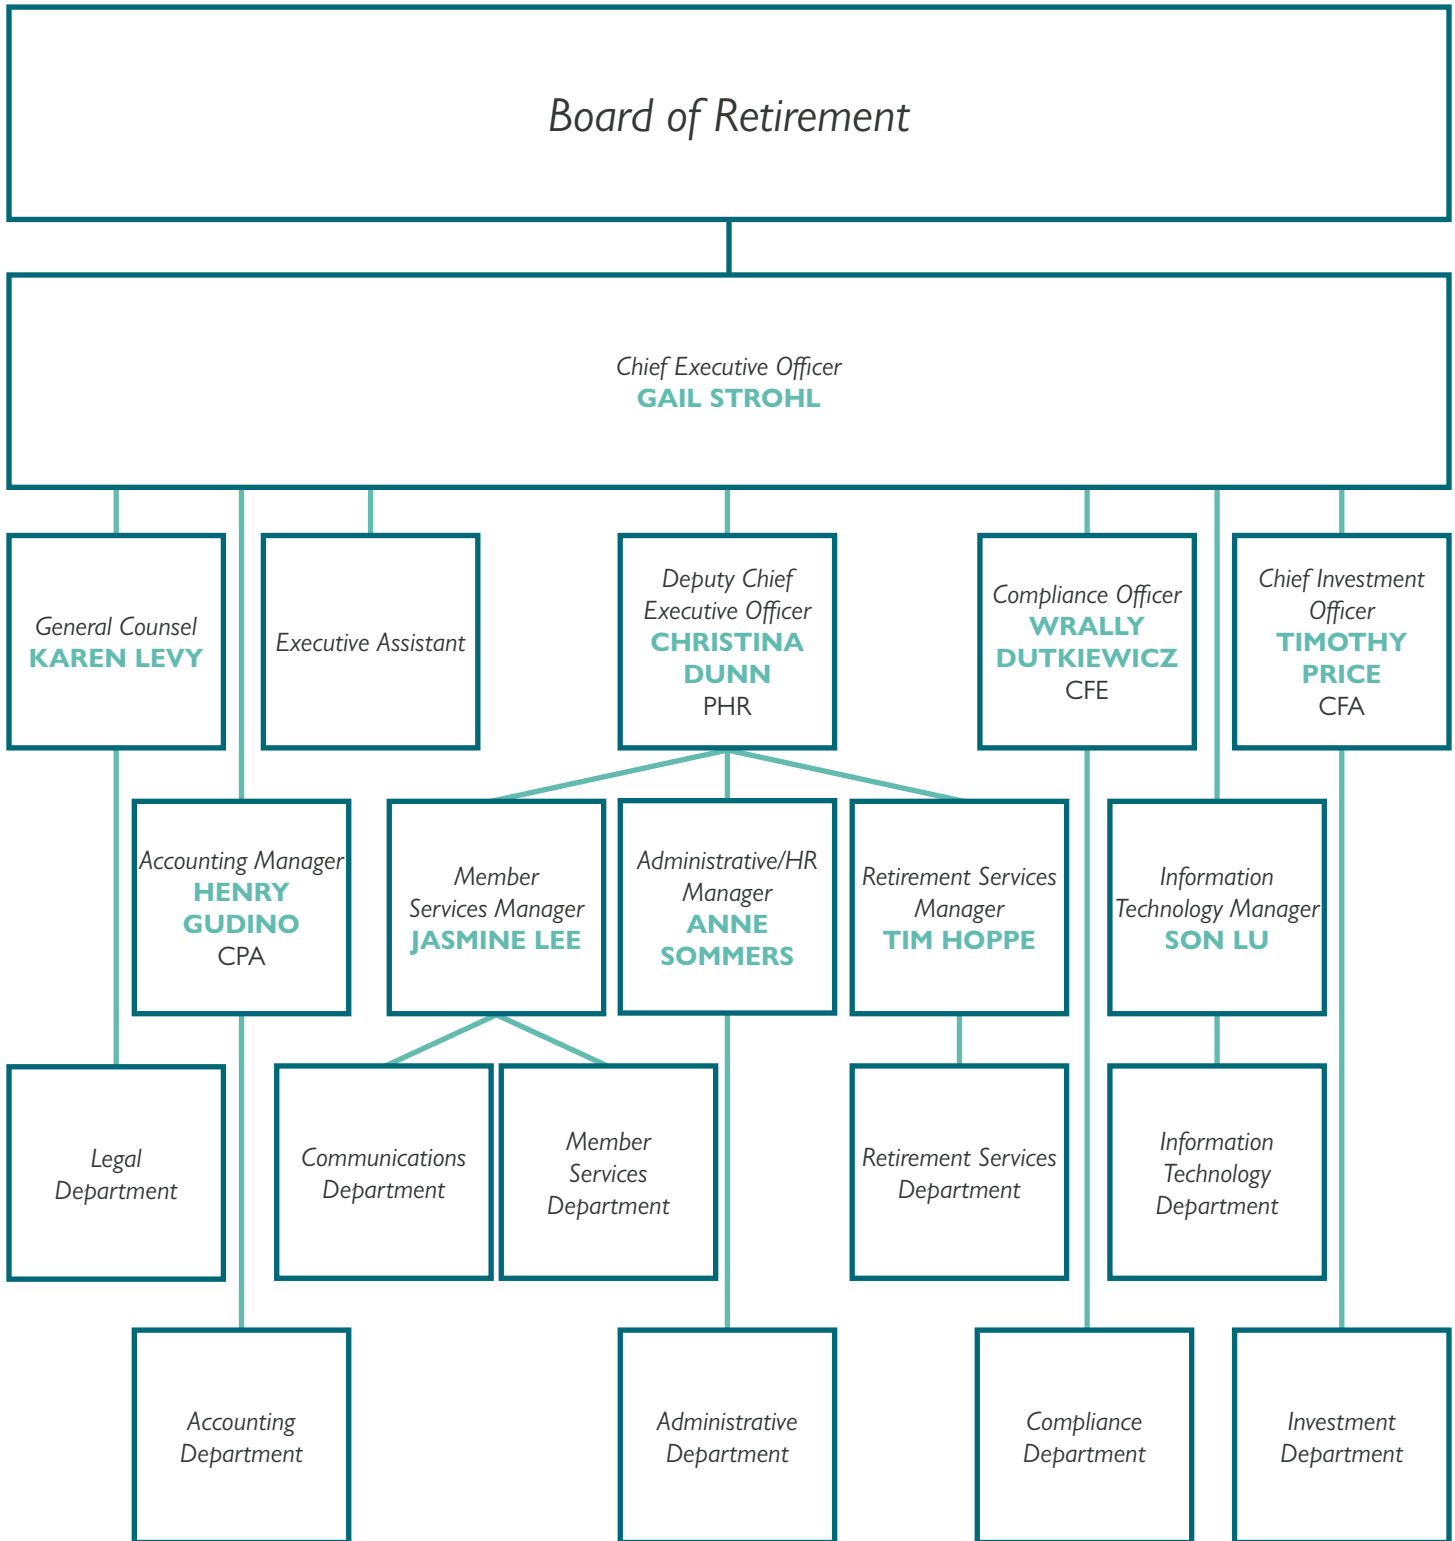 Board of Retirement
Chief Executive Officer
GAIL STROHL
General Counsel
KAREN LEVY
Executive Assistant
Deputy Chief
Executive Officer
CHRISTINA
DUNN
PHR
Compliance Officer
WRALLY
DUTKIEWICZ
CFE
Chief Investment
Officer
TIMOTHY
PRICE
CFA
Accounting Manager
HENRY
GUDINO
CPA
Member
Services Manager
JASMINE LEE
Administrative/HR
Manager
ANNE
SOMMERS
Retirement Services
Manager
TIM HOPPE
Information
Technology Manager
SON LU
Legal
Department
Communications
Department
Member
Services
Department
Retirement Services
Department
Information
Technology
Department
Accounting
Department
Administrative
Department
Compliance
Department
Investment
Department